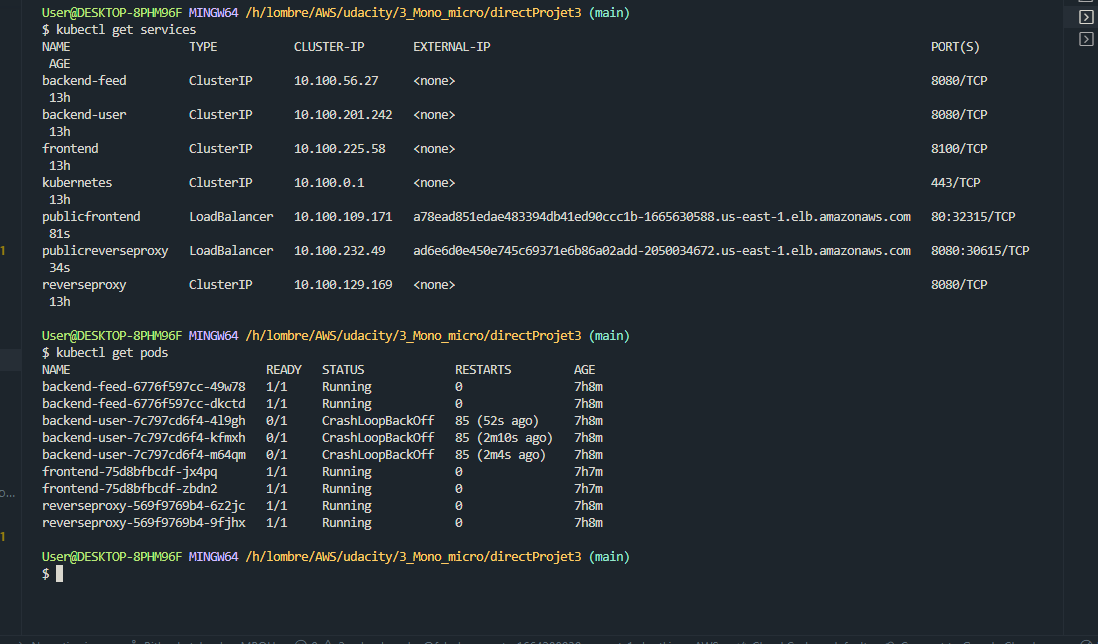 User@DESKTOP-8PHM96F MINGW64 /h/lombre/AWS/udacity/3_Mono_micro/directProjet3 (main)
$ kubectl get services
NAME TYPE CLUSTER-IP EXTERNAL-IP PORT(S)
AGE
backend-feed ClusterIP 10.100.56.27 <none> 8080/TCP
13h
backend-user ClusterIP 10.100.201.242 <none> 8080/TCP
13h
frontend ClusterIP 10.100.225.58 <none> 8100/TCP
13h
kubernetes ClusterIP 10.100.0.1 <none> 443/TCP
13h
publicfrontend LoadBalancer 10.100.109.171 a78ead851edae483394db41ed90ccc1b-1665630588.us-east-1.elb.amazonaws.com 80:32315/TCP
81s
publicreverseproxy LoadBalancer 10.100.232.49 ad6e6d0e450e745c69371e6b86a02add-2050034672.us-east-1.elb.amazonaws.com 8080:30615/TCP
34s
reverseproxy ClusterIP 10.100.129.169 <none> 8080/TCP
13h
User@DESKTOP-8PHM96F MINGW64 /h/lombre/AWS/udacity/3_Mono_micro/directProjet3 (main)
$ kubectl get pods
NAME READY STATUS RESTARTS AGE
backend-feed-6776f597cc-49w78 1/1 Running 0 7h8m
backend-feed-6776f597cc-dkctd 1/1 Running 0 7h8m
backend-user-7c797cd6f4-4l9gh 0/1 CrashLoopBackOff 85 (52s ago) 7h8m
backend-user-7c797cd6f4-kfmxh 0/1 CrashLoopBackOff 85 (2m10s ago) 7h8m
backend-user-7c797cd6f4-m64qm 0/1 CrashLoopBackOff 85 (2m4s ago) 7h8m
frontend-75d8bfbcdf-jx4pq 1/1 Running 0 7h7m
frontend-75d8bfbcdf-zbdn2 1/1 Running 0 7h7m
reverseproxy-569f9769b4-6z2jc 1/1 Running 0 7h8m
reverseproxy-569f9769b4-9fjhx 1/1 Running 0 7h8m
User@DESKTOP-8PHM96F MINGW64 /h/lombre/AWS/udacity/3_Mono_micro/directProjet3 (main)
$